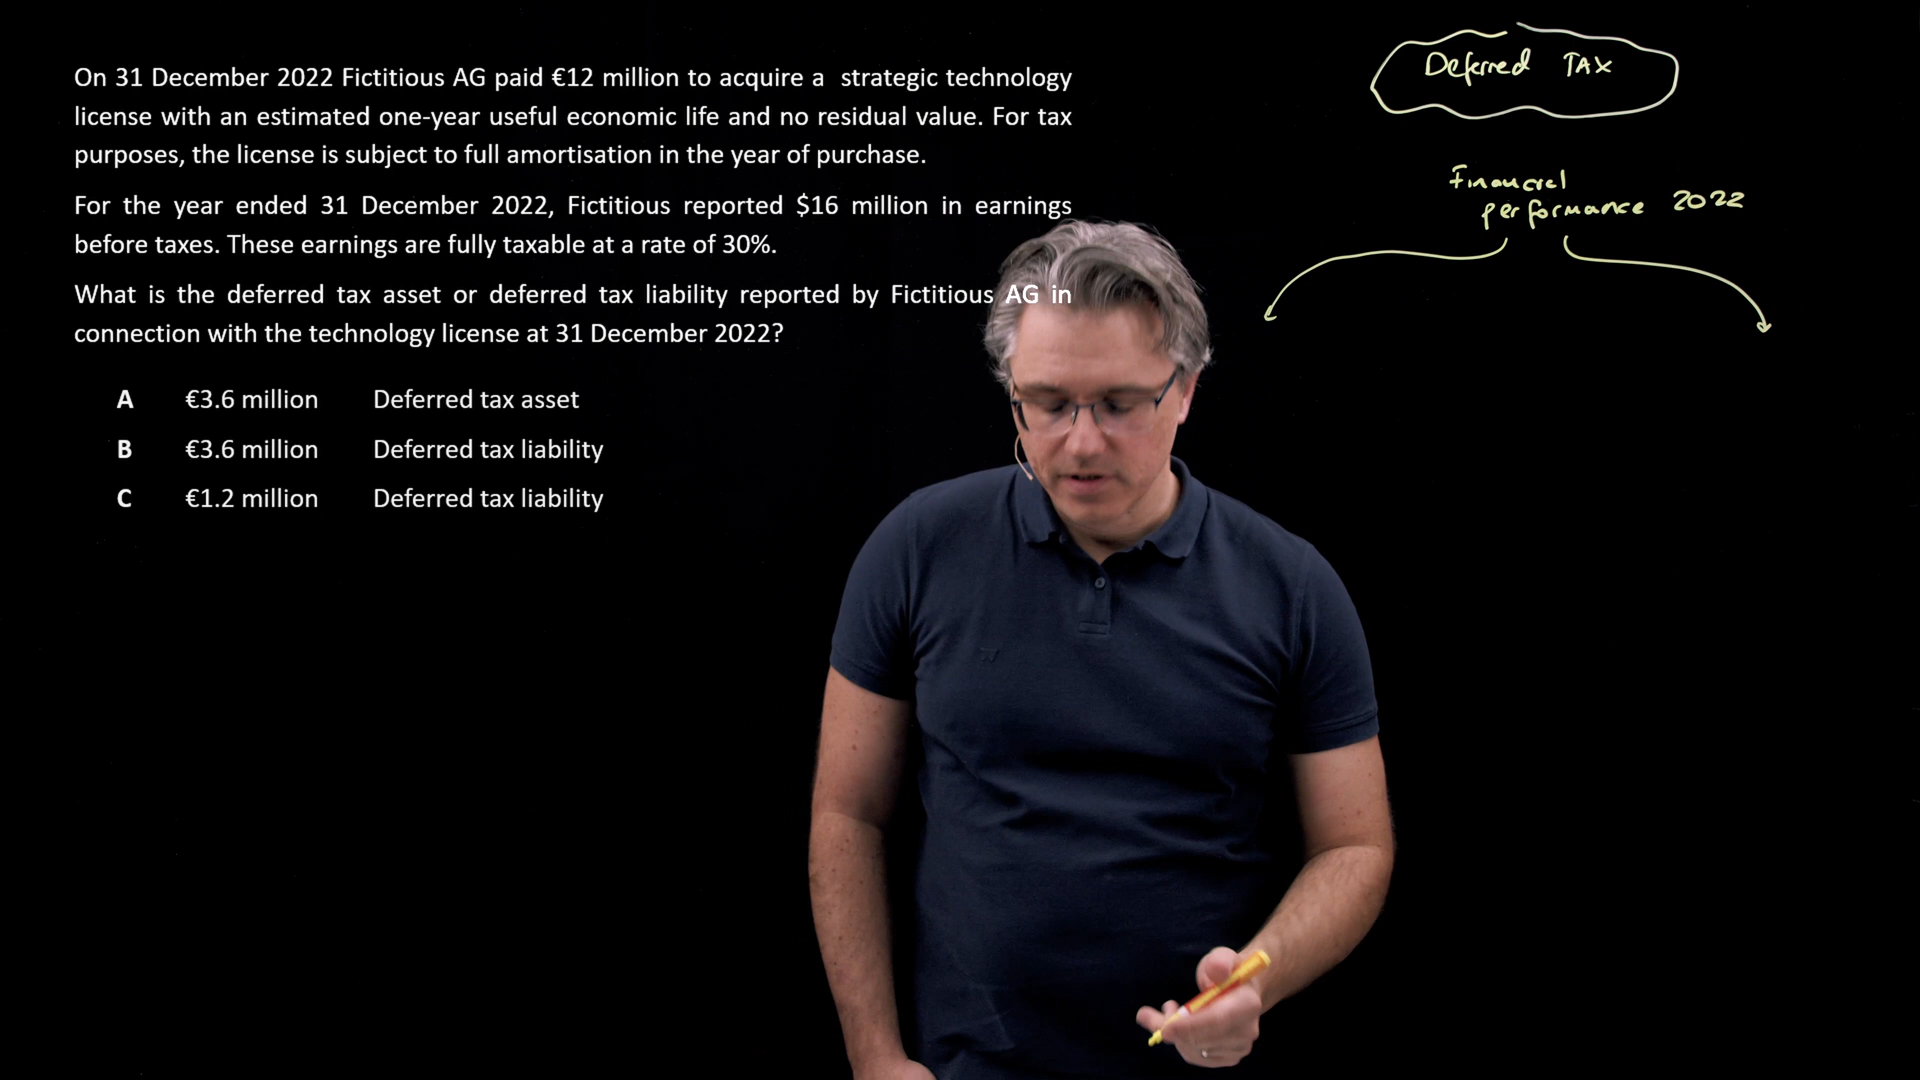 On 31 December 2022 Fictitious AG paid €12 million to acquire a strategic technology
license with an estimated one-year useful economic life and no residual value. For tax
purposes, the license is subject to full amortisation in the year of purchase.
For the year ended 31 December 2022, Fictitious reported $16 million in earnings
before taxes. These earnings are fully taxable at a rate of 30%.
What is the deferred tax asset or deferred tax liability reported by Fictitious AG in
connection with the technology license at 31 December 2022?
A €3.6 million Deferred tax asset
B €3.6 million Deferred tax liability
C €1.2 million Deferred tax liability
Deferred TAX
Financial
performance 2022